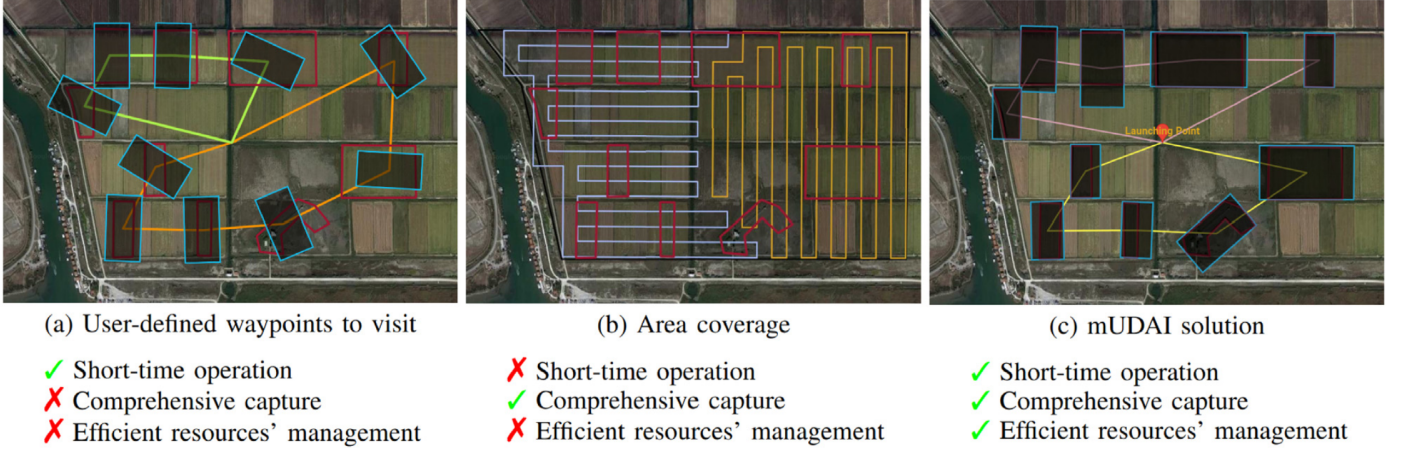 Launching Point
(a) User-defined waypoints to visit
(b) Area coverage
(c) mUDAI solution
✓ Short-time operation
✗ Comprehensive capture
✗ Efficient resources' management
✗ Short-time operation
✓ Comprehensive capture
✗ Efficient resources' management
✓ Short-time operation
✓ Comprehensive capture
✓ Efficient resources' management